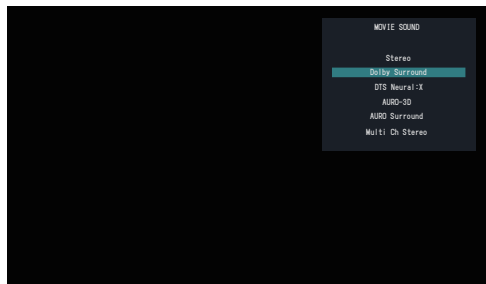 MOVIE SOUND
Stereo
Dolby Surround
DTS Neural:X
AURO-3D
AURO Surround
Multi Ch Stereo